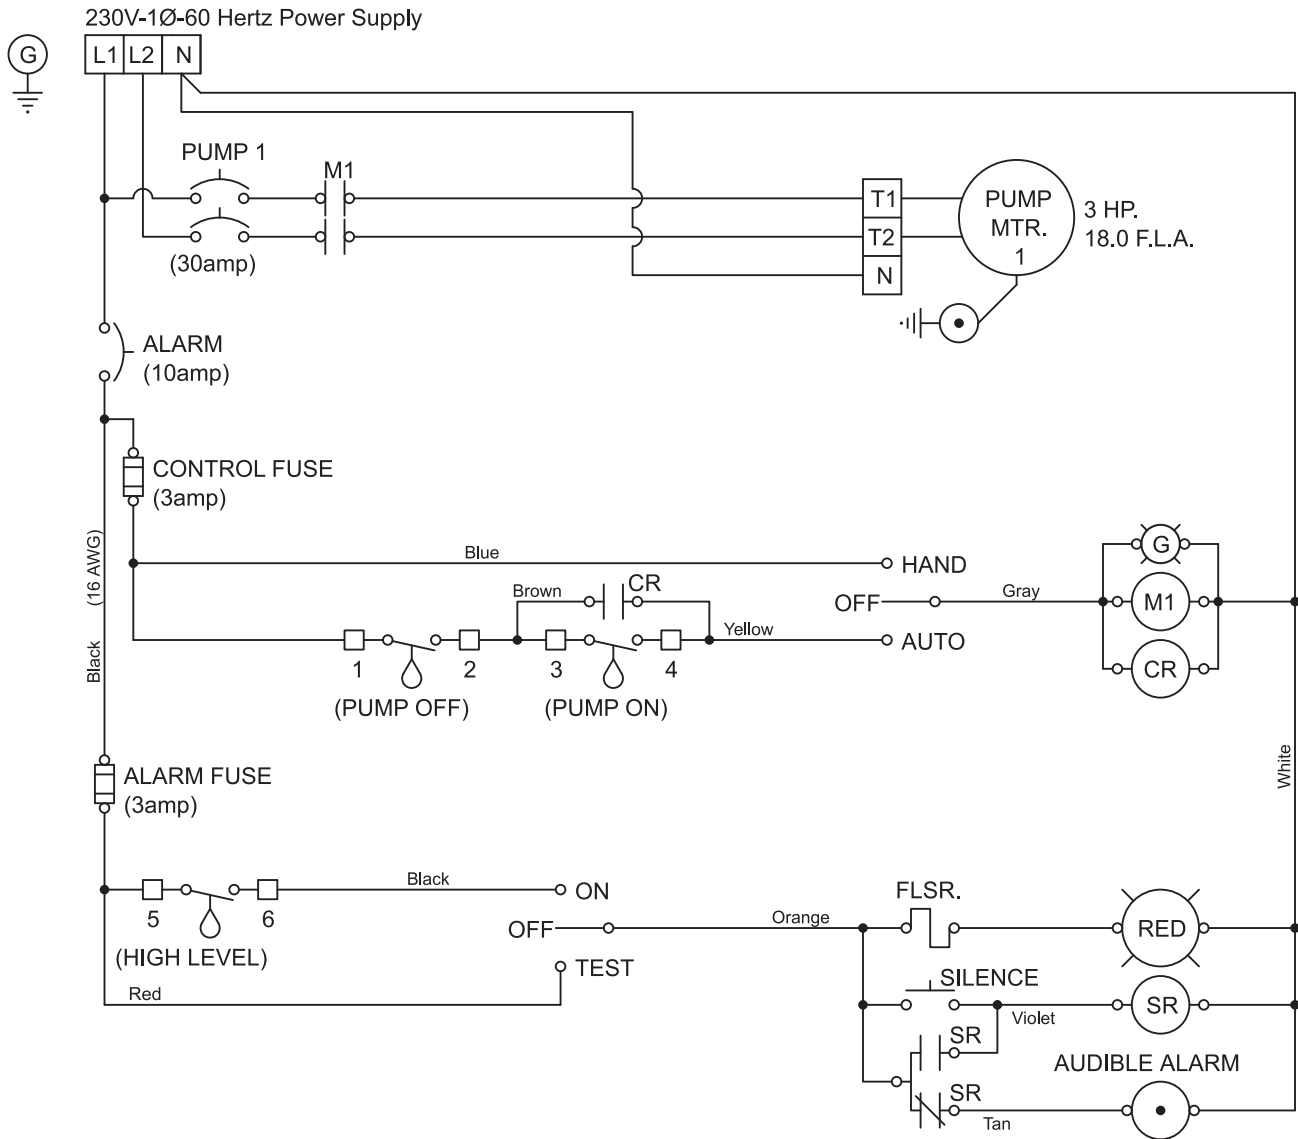 230V-1Ø-60 Hertz Power Supply
G
L1 L2 N
PUMP 1
M1
(30amp)
T1
T2
N
PUMP
MTR.
1
3 HP.
18.0 F.L.A.
ALARM
(10amp)
CONTROL FUSE
(3amp)
(16 AWG)
Black
Blue
HAND
Brown
CR
OFF
Gray
Yellow
AUTO
1
2
3
4
(PUMP OFF)
(PUMP ON)
G
M1
CR
White
ALARM FUSE
(3amp)
5
6
(HIGH LEVEL)
Black
ON
OFF
TEST
Red
Orange
FLSR.
RED
SILENCE
Violet
SR
SR
SR
Tan
AUDIBLE ALARM